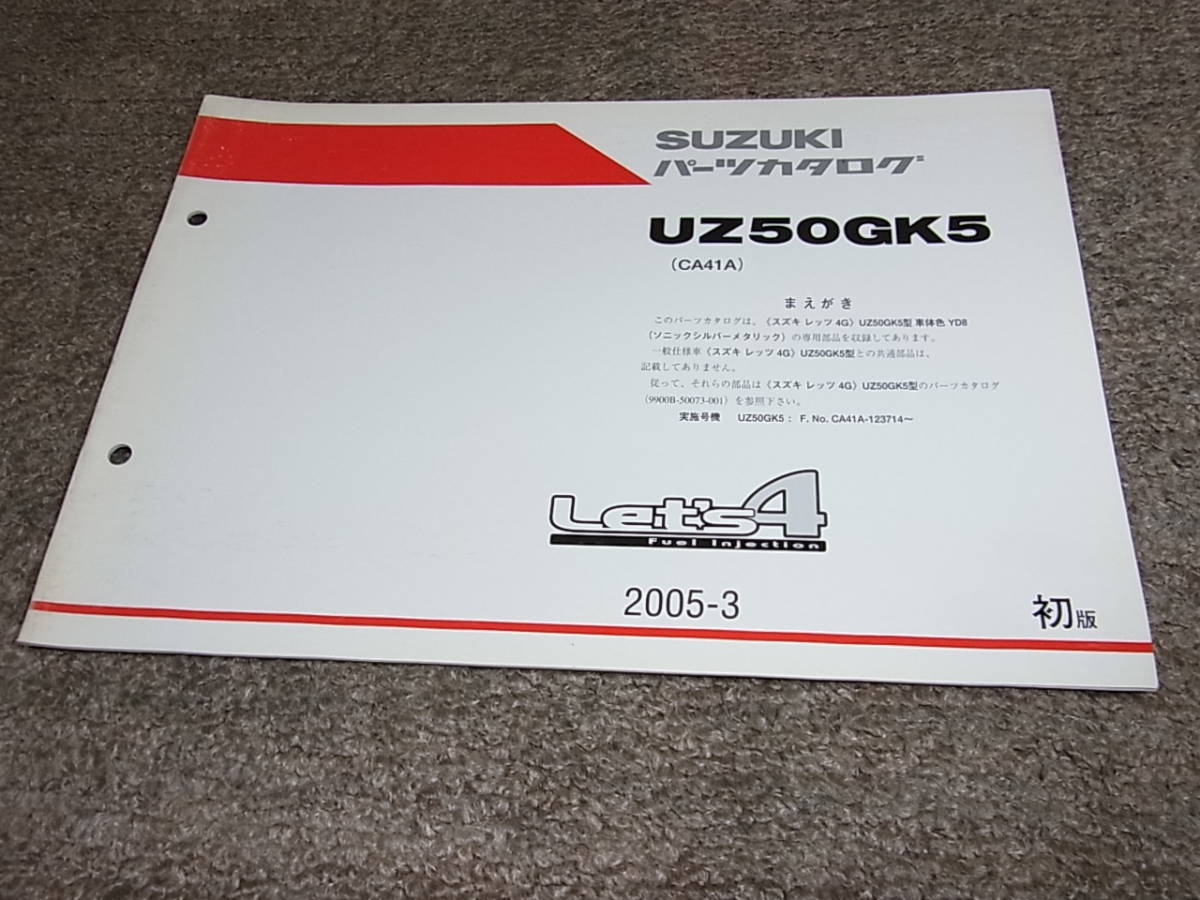 SUZUKI
パーツカタログ
UZ50GK5
(CA41A)
まえがき
このパーツカタログは、《スズキ レッツ 4G》UZ50GK5型 車体色 YD8
(ソニックシルバーメタリック)の専用部品を収録してあります。
一般仕様車《スズキ レッツ 4G》UZ50GK5型との共通部品は、
記載してありません。
従って、それらの部品は《スズキ レッツ 4G》UZ50GK5型のパーツカタログ
(9900B-50073-001)を参照下さい。
実施号機 UZ50GK5: F. No. CA41A-123714～
Let's4
Fuel Injection
2005-3
初版